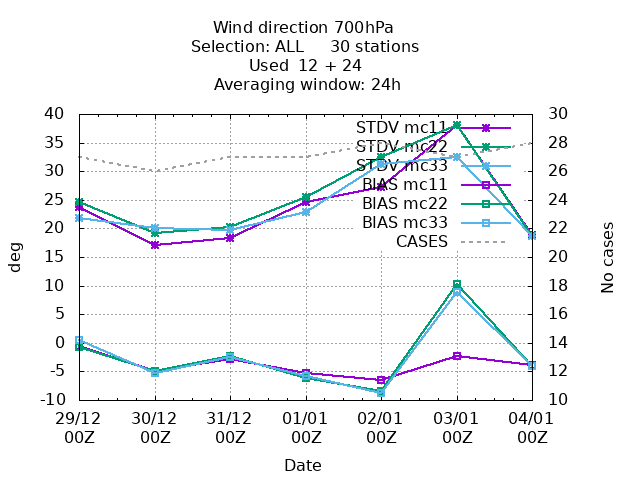 Wind direction 700hPa
Selection: ALL 30 stations
Used 12 + 24
Averaging window: 24h
40 30
35 28
30 26
25 24
20 22
15 20
10 18
5 16
0 14
-5 12
-10 10
deg
No cases
STDV mc11
STDV mc22
STDV mc33
BIAS mc11
BIAS mc22
BIAS mc33
CASES
29/12 30/12 31/12 01/01 02/01 03/01 04/01
00Z 00Z 00Z 00Z 00Z 00Z 00Z
Date